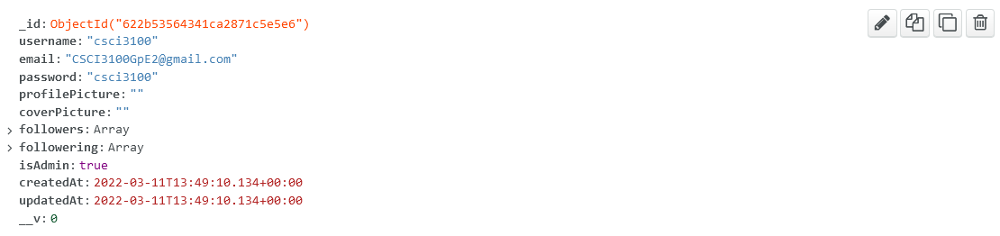 _id: ObjectId("622b53564341ca2871c5e5e6")
username: "csci3100"
email: "CSCI3100GpE2@gmail.com"
password: "csci3100"
profilePicture: ""
coverPicture: ""
followers: Array
followering: Array
isAdmin: true
createdAt: 2022-03-11T13:49:10.134+00:00
updatedAt: 2022-03-11T13:49:10.134+00:00
__v: 0